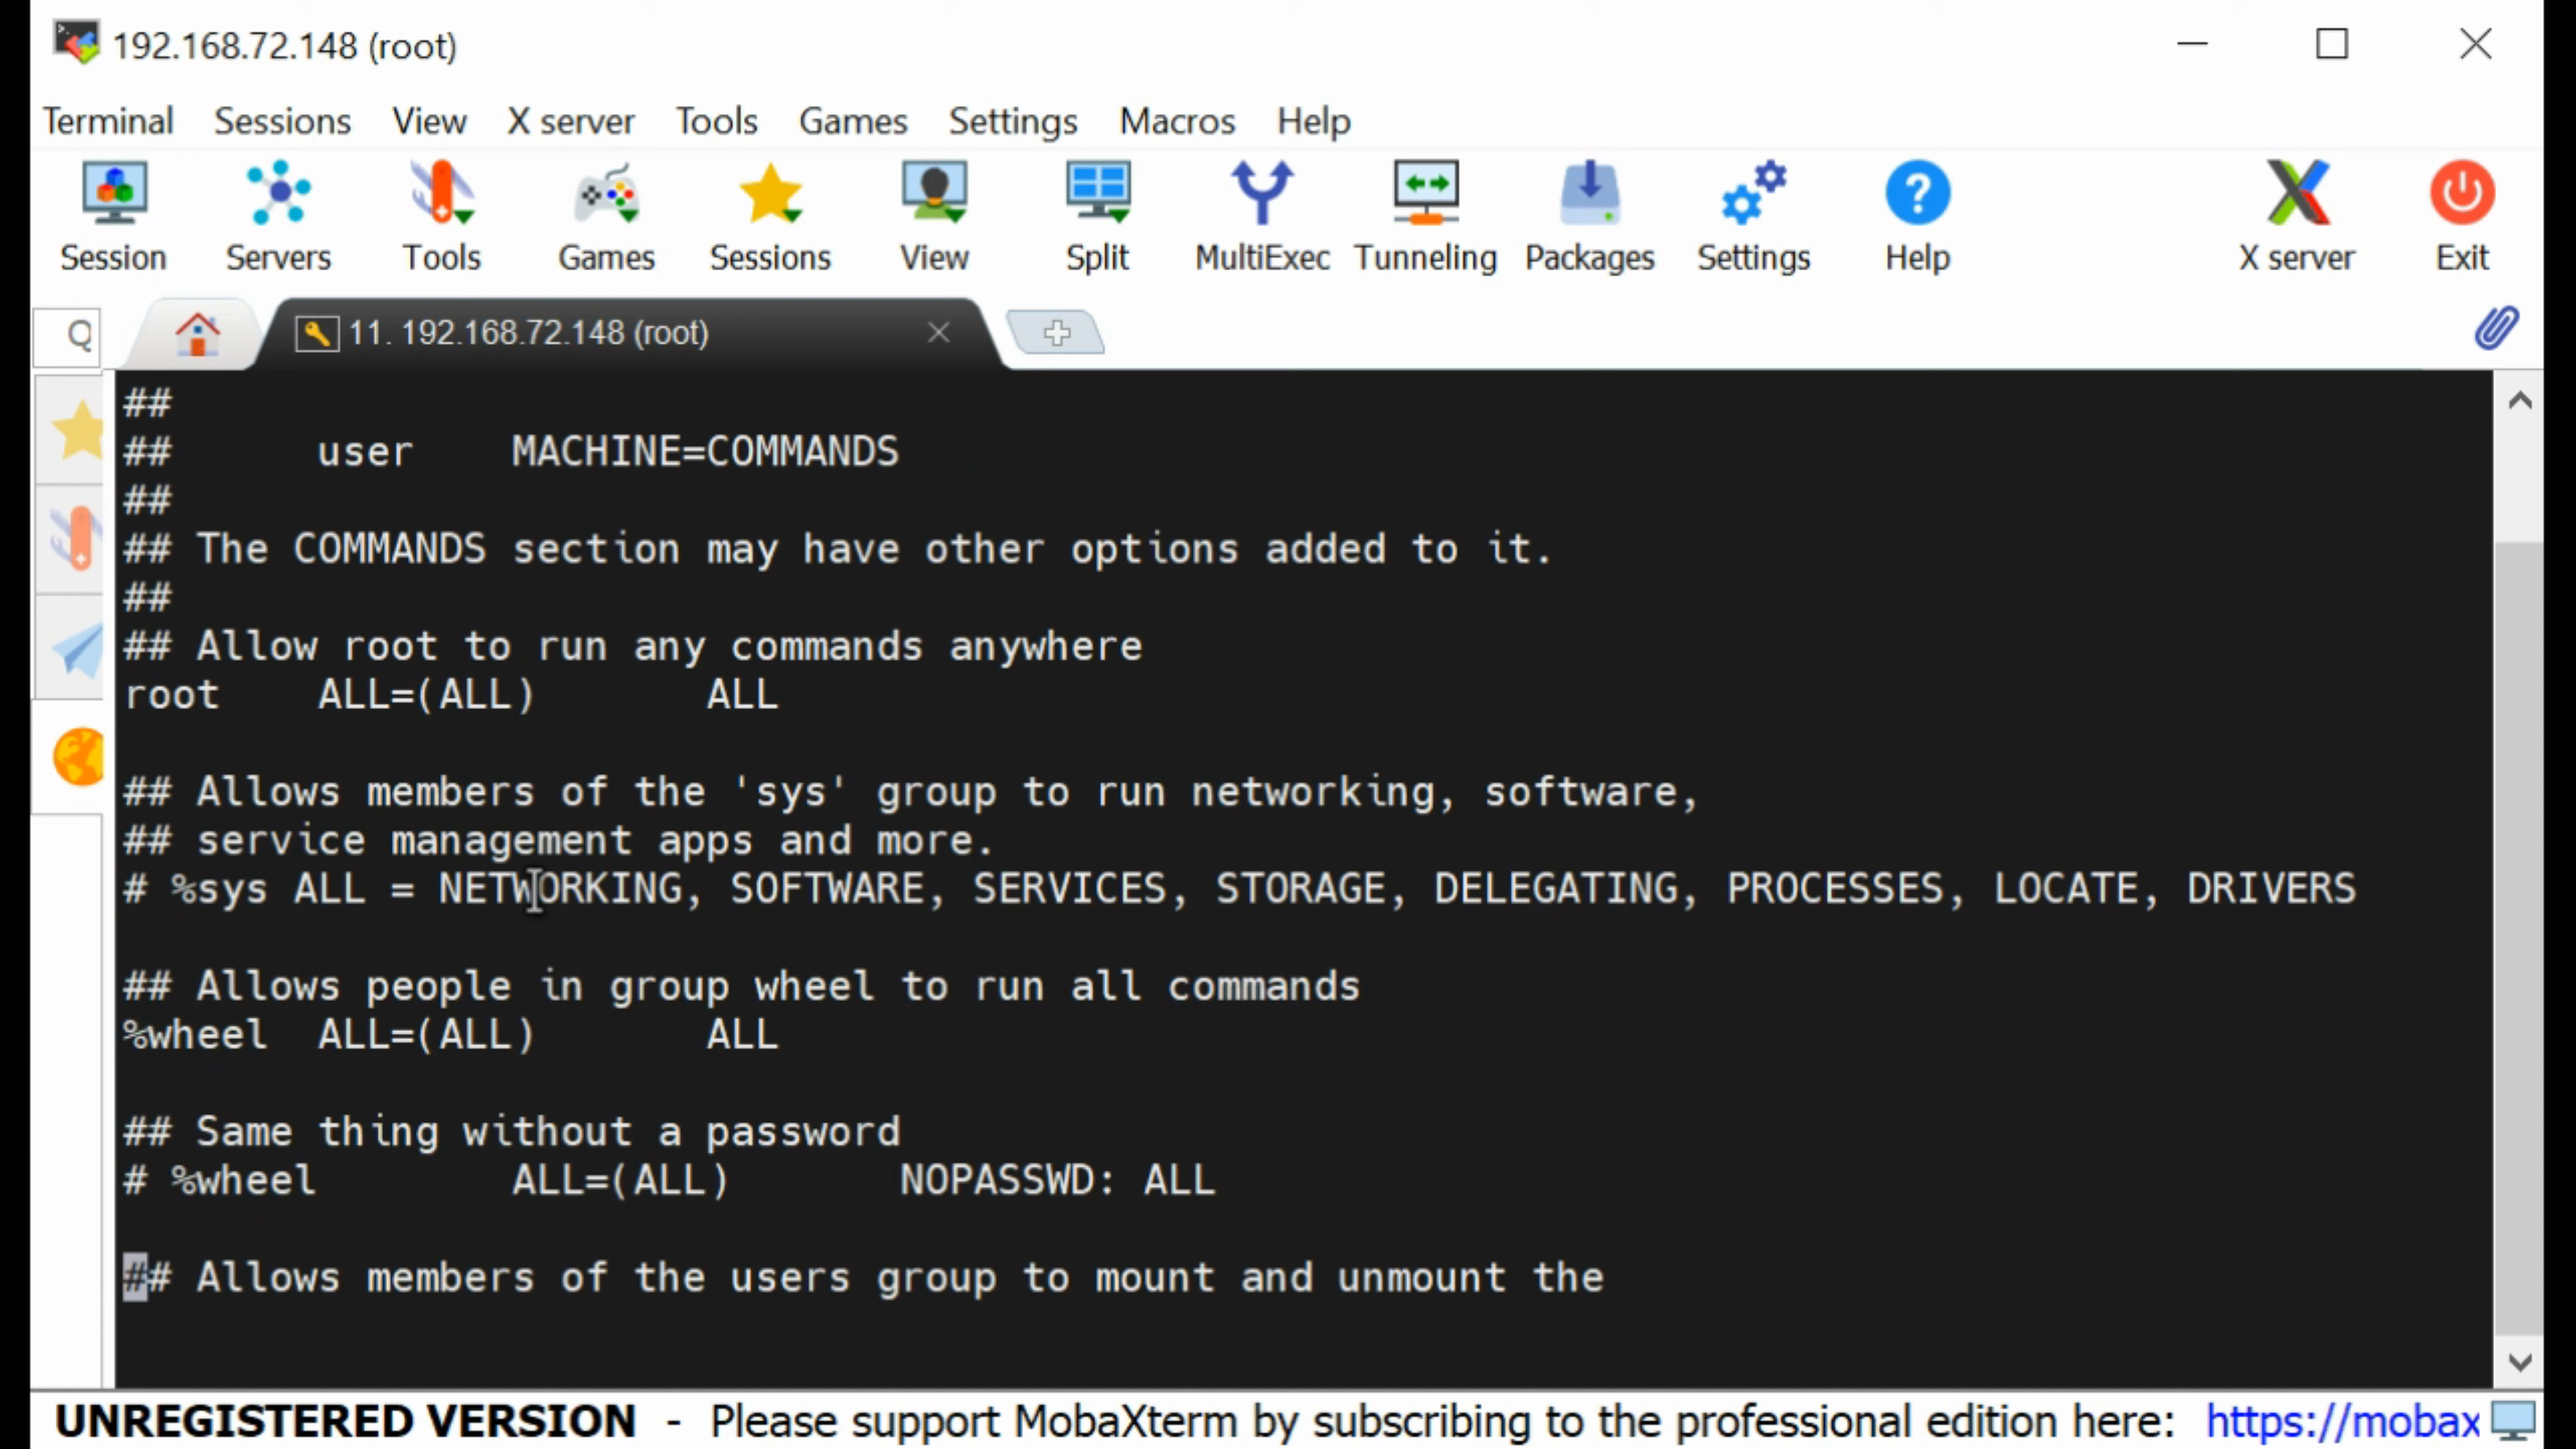 192.168.72.148 (root)
Terminal Sessions View X server Tools Games Settings Macros Help
Session Servers Tools Games Sessions View Split MultiExec Tunneling Packages Settings Help X server Exit
11. 192.168.72.148 (root)
##
## user MACHINE=COMMANDS
##
## The COMMANDS section may have other options added to it.
##
## Allow root to run any commands anywhere
root ALL=(ALL) ALL
## Allows members of the 'sys' group to run networking, software,
## service management apps and more.
# %sys ALL = NETWORKING, SOFTWARE, SERVICES, STORAGE, DELEGATING, PROCESSES, LOCATE, DRIVERS
## Allows people in group wheel to run all commands
%wheel ALL=(ALL) ALL
## Same thing without a password
# %wheel ALL=(ALL) NOPASSWD: ALL
## Allows members of the users group to mount and unmount the
UNREGISTERED VERSION - Please support MobaXterm by subscribing to the professional edition here: https://mobax